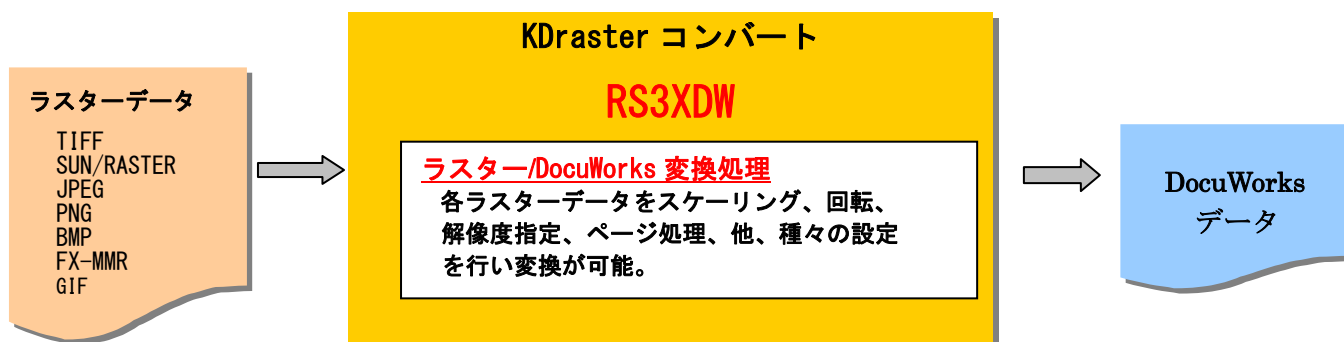 ラスターデータ
TIFF
SUN/RASTER
JPEG
PNG
BMP
FX-MMR
GIF
KDraster コンバート
RS3XDW
ラスター/DocuWorks 変換処理
各ラスターデータをスケーリング、回転、
解像度指定、ページ処理、他、種々の設定
を行い変換が可能。
DocuWorks
データ